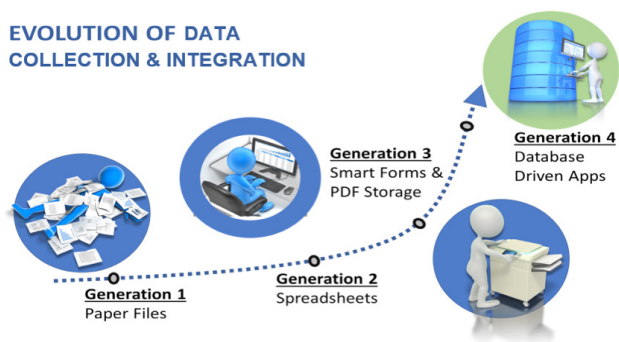 EVOLUTION OF DATA
COLLECTION & INTEGRATION
Generation 1
Paper Files
Generation 2
Spreadsheets
Generation 3
Smart Forms &
PDF Storage
Generation 4
Database
Driven Apps